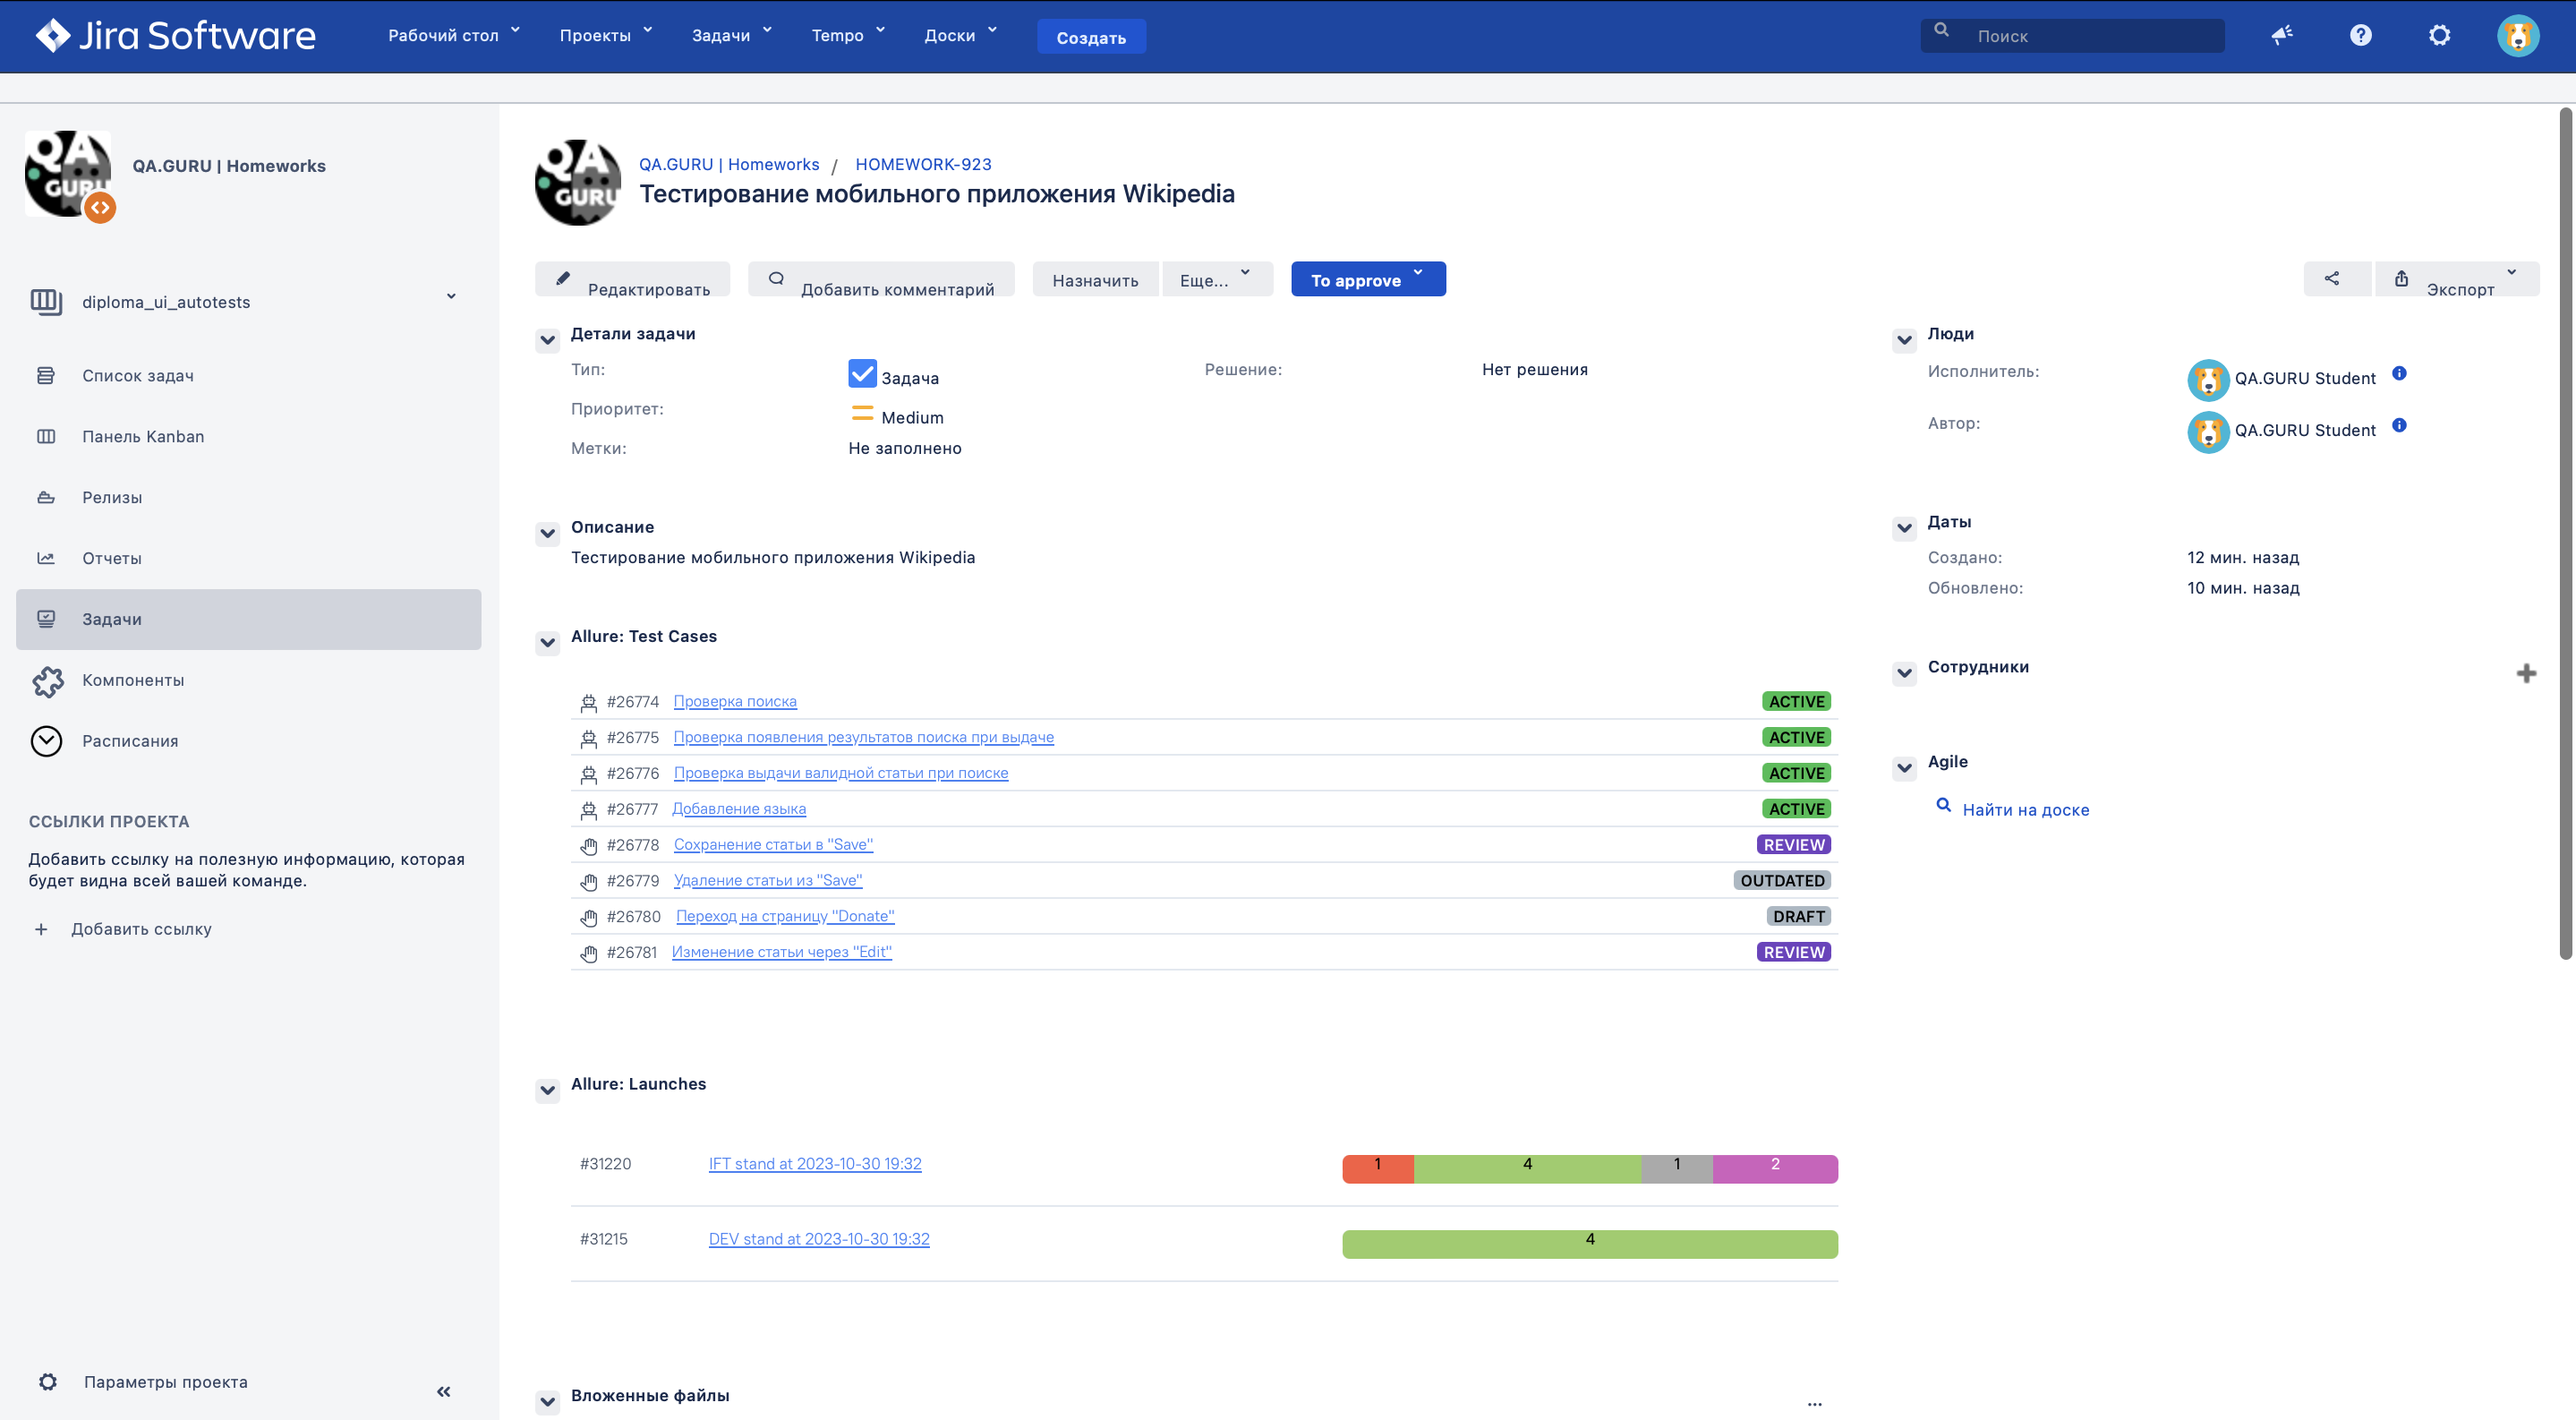 Jira Software
Рабочий стол
Проекты
Задачи
Tempo
Доски
Создать
Поиск
QA GURU
QA.GURU | Homeworks
diploma_ui_autotests
Список задач
Панель Kanban
Релизы
Отчеты
Задачи
Компоненты
Расписания
ССЫЛКИ ПРОЕКТА
Добавить ссылку на полезную информацию, которая
будет видна всей вашей команде.
+ Добавить ссылку
Параметры проекта
«
QA GURU
QA.GURU | Homeworks / HOMEWORK-923
Тестирование мобильного приложения Wikipedia
Редактировать
Добавить комментарий
Назначить
Еще...
To approve
Экспорт
Детали задачи
Тип: Задача
Решение: Нет решения
Приоритет: Medium
Метки: Не заполнено
Описание
Тестирование мобильного приложения Wikipedia
Allure: Test Cases
#26774 Проверка поиска ACTIVE
#26775 Проверка появления результатов поиска при выдаче ACTIVE
#26776 Проверка выдачи валидной статьи при поиске ACTIVE
#26777 Добавление языка ACTIVE
#26778 Сохранение статьи в "Save" REVIEW
#26779 Удаление статьи из "Save" OUTDATED
#26780 Переход на страницу "Donate" DRAFT
#26781 Изменение статьи через "Edit" REVIEW
Allure: Launches
#31220 IFT stand at 2023-10-30 19:32 1 4 1 2
#31215 DEV stand at 2023-10-30 19:32 4
Вложенные файлы
...
Люди
Исполнитель: QA.GURU Student
Автор: QA.GURU Student
Даты
Создано: 12 мин. назад
Обновлено: 10 мин. назад
Сотрудники
Agile
Найти на доске